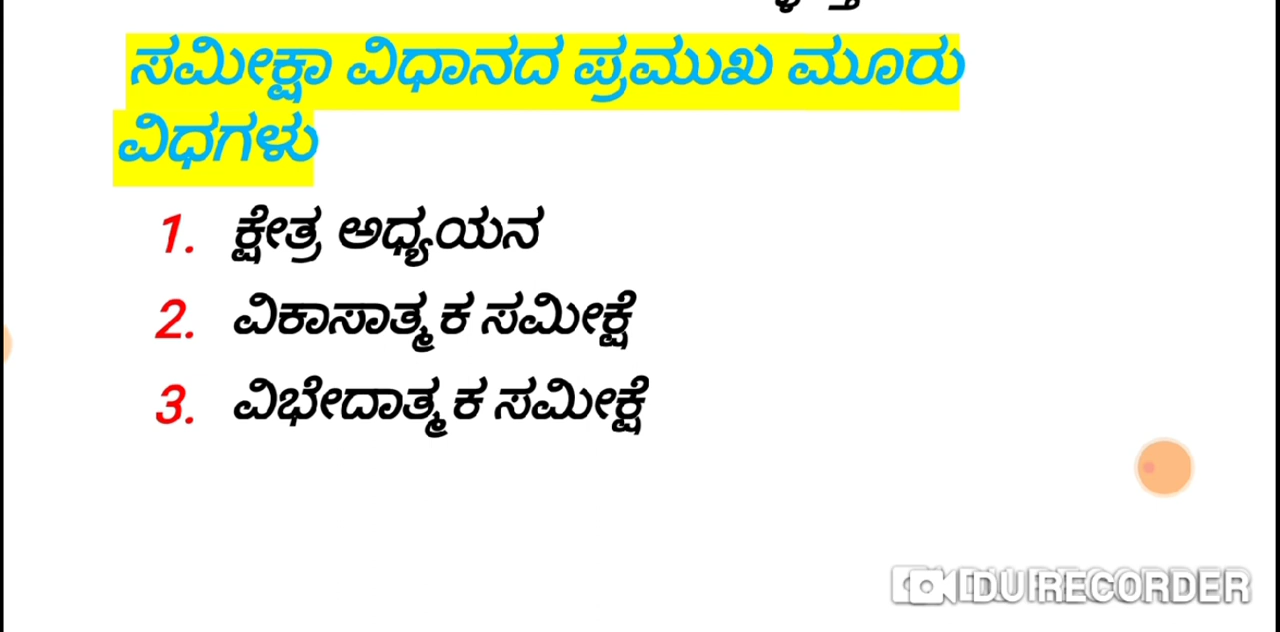 ಸಮೀಕ್ಷಾ ವಿಧಾನದ ಪ್ರಮುಖ ಮೂರು
ವಿಧಗಳು
1. ಕ್ಷೇತ್ರ ಅಧ್ಯಯನ
2. ವಿಕಾಸಾತ್ಮಕ ಸಮೀಕ್ಷೆ
3. ವಿಭೇದಾತ್ಮಕ ಸಮೀಕ್ಷೆ
DU RECORDER